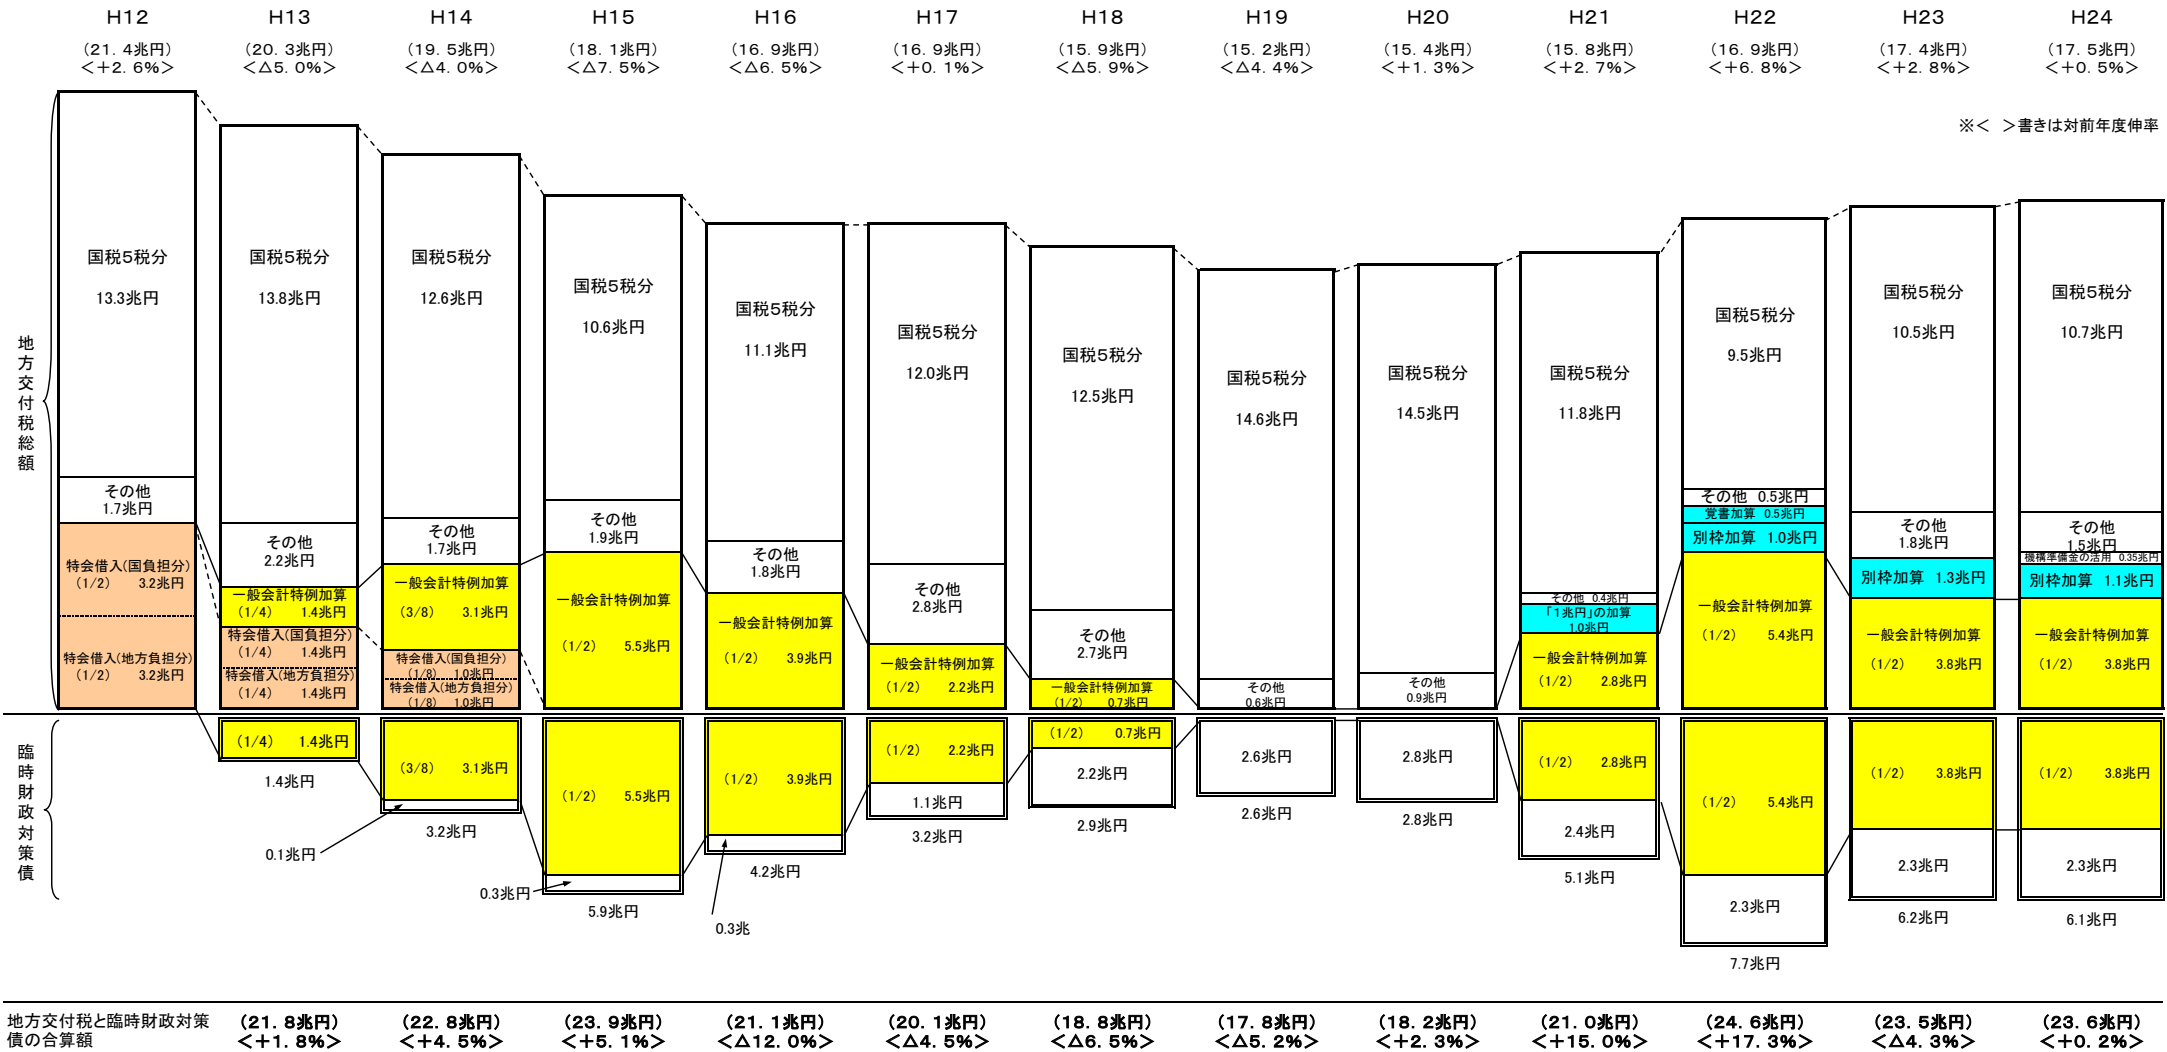 H12 H13 H14 H15 H16 H17 H18 H19 H20 H21 H22 H23 H24
(21.4兆円) (20.3兆円) (19.5兆円) (18.1兆円) (16.9兆円) (16.9兆円) (15.9兆円) (15.2兆円) (15.4兆円) (15.8兆円) (16.9兆円) (17.4兆円) (17.5兆円)
<+2.6%> <△5.0%> <△4.0%> <△7.5%> <△6.5%> <+0.1%> <△5.9%> <△4.4%> <+1.3%> <+2.7%> <+6.8%> <+2.8%> <+0.5%>
※< >書きは対前年度伸率
地方交付税総額
国税5税分
13.3兆円
その他
1.7兆円
特会借入(国負担分)
(1/2) 3.2兆円
特会借入(地方負担分)
(1/2) 3.2兆円
国税5税分
13.8兆円
その他
2.2兆円
一般会計特例加算
(1/4) 1.4兆円
特会借入(国負担分)
(1/4) 1.4兆円
特会借入(地方負担分)
(1/4) 1.4兆円
国税5税分
12.6兆円
その他
1.7兆円
一般会計特例加算
(3/8) 3.1兆円
特会借入(国負担分)
(1/8) 1.0兆円
特会借入(地方負担分)
(1/8) 1.0兆円
国税5税分
10.6兆円
その他
1.9兆円
一般会計特例加算
(1/2) 5.5兆円
国税5税分
11.1兆円
その他
1.8兆円
一般会計特例加算
(1/2) 3.9兆円
国税5税分
12.0兆円
その他
2.8兆円
一般会計特例加算
(1/2) 2.2兆円
国税5税分
12.5兆円
その他
2.7兆円
一般会計特例加算
(1/2) 0.7兆円
国税5税分
14.6兆円
その他
0.6兆円
国税5税分
14.5兆円
その他
0.9兆円
国税5税分
11.8兆円
その他 0.4兆円
「1兆円」の加算
1.0兆円
一般会計特例加算
(1/2) 2.8兆円
国税5税分
9.5兆円
その他 0.5兆円
覚書加算 0.5兆円
別枠加算 1.0兆円
一般会計特例加算
(1/2) 5.4兆円
国税5税分
10.5兆円
その他
1.8兆円
別枠加算 1.3兆円
一般会計特例加算
(1/2) 3.8兆円
国税5税分
10.7兆円
その他
1.5兆円
機構準備金の活用 0.35兆円
別枠加算 1.1兆円
一般会計特例加算
(1/2) 3.8兆円
臨時財政対策債
(1/4) 1.4兆円
1.4兆円
(3/8) 3.1兆円
3.2兆円
0.1兆円
(1/2) 5.5兆円
0.3兆円
5.9兆円
(1/2) 3.9兆円
4.2兆円
0.3兆
(1/2) 2.2兆円
1.1兆円
3.2兆円
(1/2) 0.7兆円
2.2兆円
2.9兆円
2.6兆円
2.6兆円
2.8兆円
2.8兆円
(1/2) 2.8兆円
2.4兆円
5.1兆円
(1/2) 5.4兆円
2.3兆円
7.7兆円
(1/2) 3.8兆円
2.3兆円
6.2兆円
(1/2) 3.8兆円
2.3兆円
6.1兆円
地方交付税と臨時財政対策
債の合算額
(21.8兆円) (22.8兆円) (23.9兆円) (21.1兆円) (20.1兆円) (18.8兆円) (17.8兆円) (18.2兆円) (21.0兆円) (24.6兆円) (23.5兆円) (23.6兆円)
<+1.8%> <+4.5%> <+5.1%> <△12.0%> <△4.5%> <△6.5%> <△5.2%> <+2.3%> <+15.0%> <+17.3%> <△4.3%> <+0.2%>